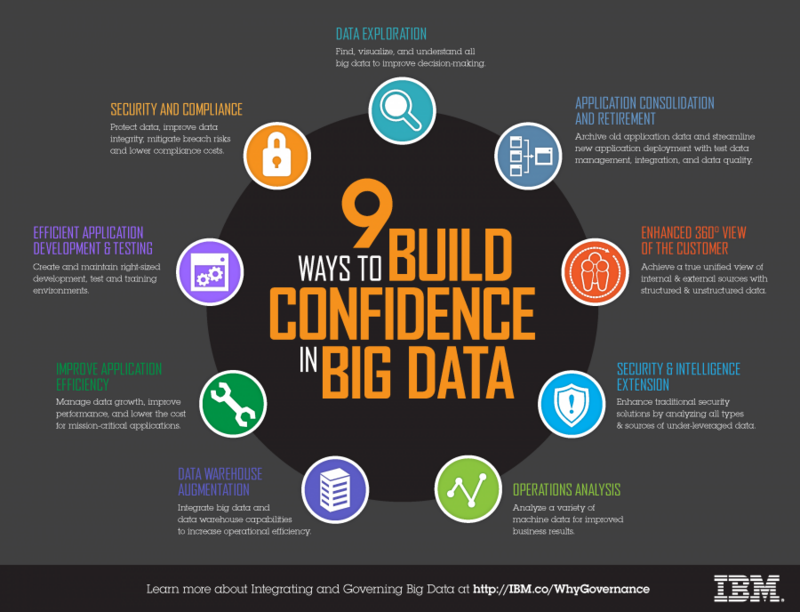 DATA EXPLORATION
Find, visualize, and understand all
big data to improve decision-making.
APPLICATION CONSOLIDATION
AND RETIREMENT
Archive old application data and streamline
new application deployment with test data
management, integration, and data quality.
ENHANCED 360° VIEW
OF THE CUSTOMER
Achieve a true unified view of
internal & external sources with
structured & unstructured data.
SECURITY & INTELLIGENCE
EXTENSION
Enhance traditional security
solutions by analyzing all types
& sources of under-leveraged data.
OPERATIONS ANALYSIS
Analyze a variety of
machine data for improved
business results.
DATA WAREHOUSE
AUGMENTATION
Integrate big data and
data warehouse capabilities
to increase operational efficiency.
IMPROVE APPLICATION
EFFICIENCY
Manage data growth, improve
performance, and lower the cost
for mission-critical applications.
EFFICIENT APPLICATION
DEVELOPMENT & TESTING
Create and maintain right-sized
development, test and training
environments.
SECURITY AND COMPLIANCE
Protect data, improve data
integrity, mitigate breach risks
and lower compliance costs.
9
WAYS TO BUILD
CONFIDENCE
IN BIG DATA
Learn more about Integrating and Governing Big Data at http://IBM.co/WhyGovernance
IBM.